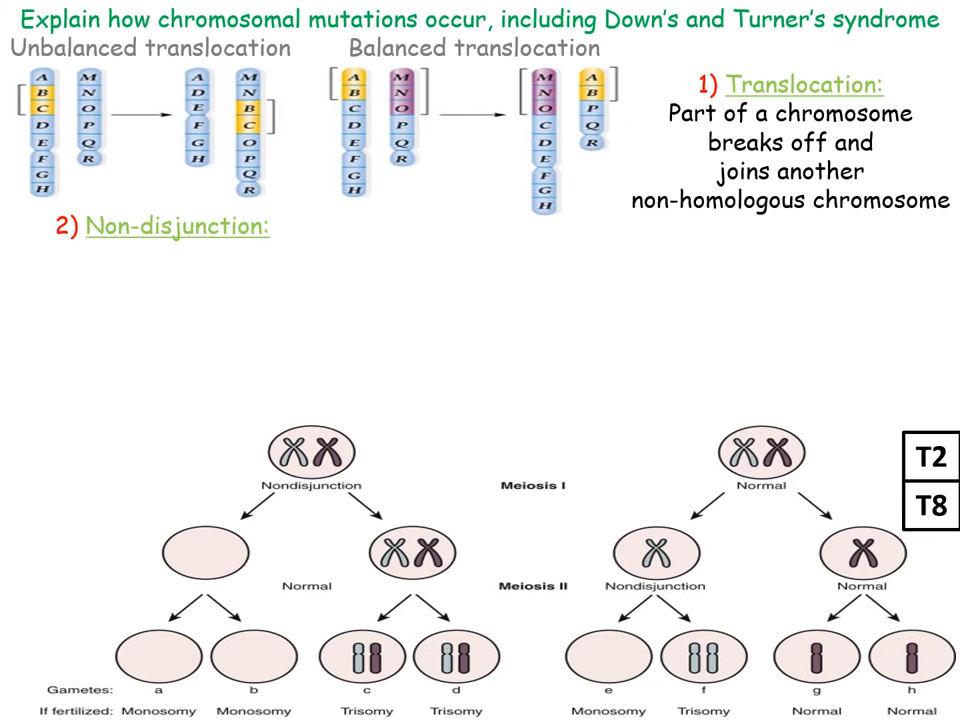 Explain how chromosomal mutations occur, including Down's and Turner's syndrome
Unbalanced translocation
Balanced translocation
A
B
C
D
E
F
G
H
M
N
O
P
Q
R
A
D
E
F
G
H
M
N
B
C
O
P
Q
R
A
B
C
D
E
F
G
H
M
N
O
P
Q
R
M
N
O
C
D
E
F
G
H
A
B
P
Q
R
1) Translocation:
Part of a chromosome
breaks off and
joins another
non-homologous chromosome
2) Non-disjunction:
T2
T8
Nondisjunction Meiosis I Normal
Normal Meiosis II Nondisjunction Normal
Gametes: a b c d e f g h
If fertilized: Monosomy Monosomy Trisomy Trisomy Monosomy Trisomy Normal Normal